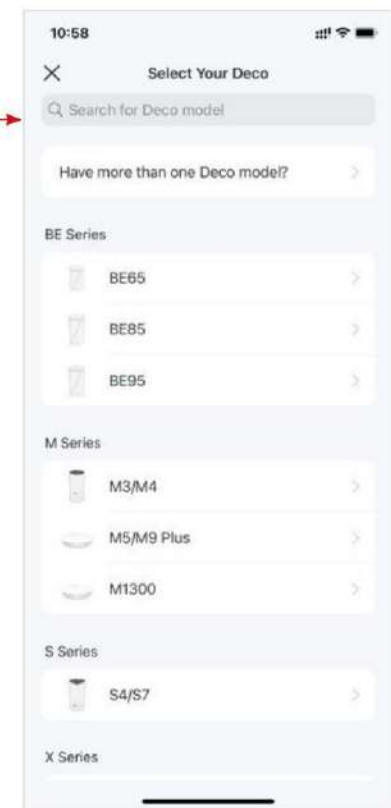 10:58
Select Your Deco
Search for Deco model
Have more than one Deco model?
BE Series
BE65
BE85
BE95
M Series
M3/M4
M5/M9 Plus
M1300
S Series
S4/S7
X Series